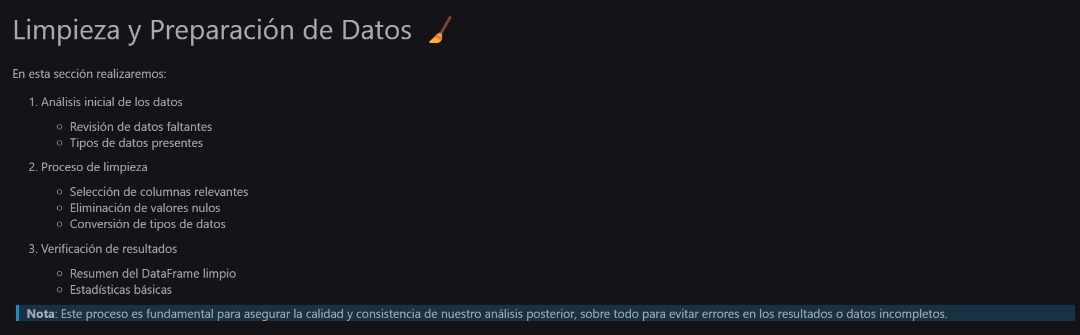 Limpieza y Preparación de Datos 🧹
En esta sección realizaremos:
1. Análisis inicial de los datos
○ Revisión de datos faltantes
○ Tipos de datos presentes
2. Proceso de limpieza
○ Selección de columnas relevantes
○ Eliminación de valores nulos
○ Conversión de tipos de datos
3. Verificación de resultados
○ Resumen del DataFrame limpio
○ Estadísticas básicas
Nota: Este proceso es fundamental para asegurar la calidad y consistencia de nuestro análisis posterior, sobre todo para evitar errores en los resultados o datos incompletos.